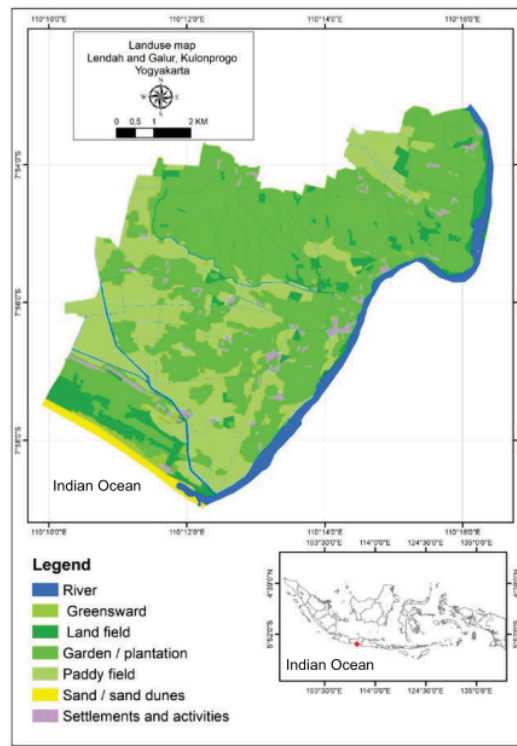 110°10'0"E 110°12'0"E 110°14'0"E 110°16'0"E
Landuse map
Lendah and Galur, Kulonprogo
Yogyakarta
N
W E
S
0 0,5 1 2 KM
7°54'0"S
7°56'0"S
7°58'0"S
Indian Ocean
110°10'0"E 110°12'0"E 110°14'0"E 110°16'0"E
Legend
River
Greensward
Land field
Garden / plantation
Paddy field
Sand / sand dunes
Settlements and activities
103°30'0"E 114°0'0"E 124°30'0"E 135°0'0"E
Indian Ocean
103°30'0"E 114°0'0"E 124°30'0"E 135°0'0"E